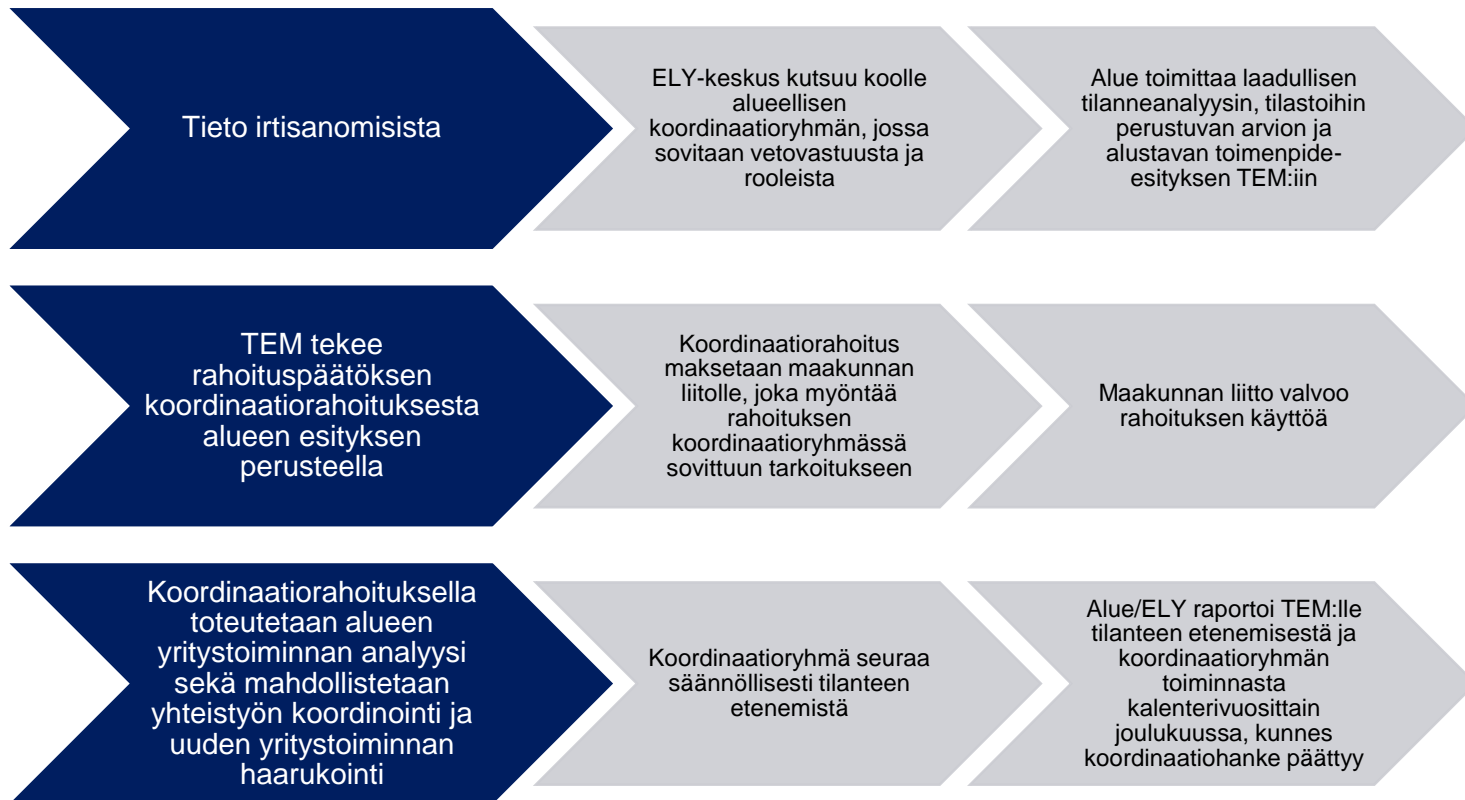 Tieto irtisanomisista
ELY-keskus kutsuu koolle
alueellisen
koordinaatioryhmän, jossa
sovitaan vetovastuusta ja
rooleista
Alue toimittaa laadullisen
tilanneanalyysin, tilastoihin
perustuvan arvion ja
alustavan toimenpide-
esityksen TEM:iin
TEM tekee
rahoituspäätöksen
koordinaatiorahoituksesta
alueen esityksen
perusteella
Koordinaatiorahoitus
maksetaan maakunnan
liitolle, joka myöntää
rahoituksen
koordinaatioryhmässä
sovittuun tarkoitukseen
Maakunnan liitto valvoo
rahoituksen käyttöä
Koordinaatiorahoituksella
toteutetaan alueen
yritystoiminnan analyysi
sekä mahdollistetaan
yhteistyön koordinointi ja
uuden yritystoiminnan
haarukointi
Koordinaatioryhmä seuraa
säännöllisesti tilanteen
etenemistä
Alue/ELY raportoi TEM:lle
tilanteen etenemisestä ja
koordinaatioryhmän
toiminnasta
kalenterivuosittain
joulukuussa, kunnes
koordinaatiohanke päättyy